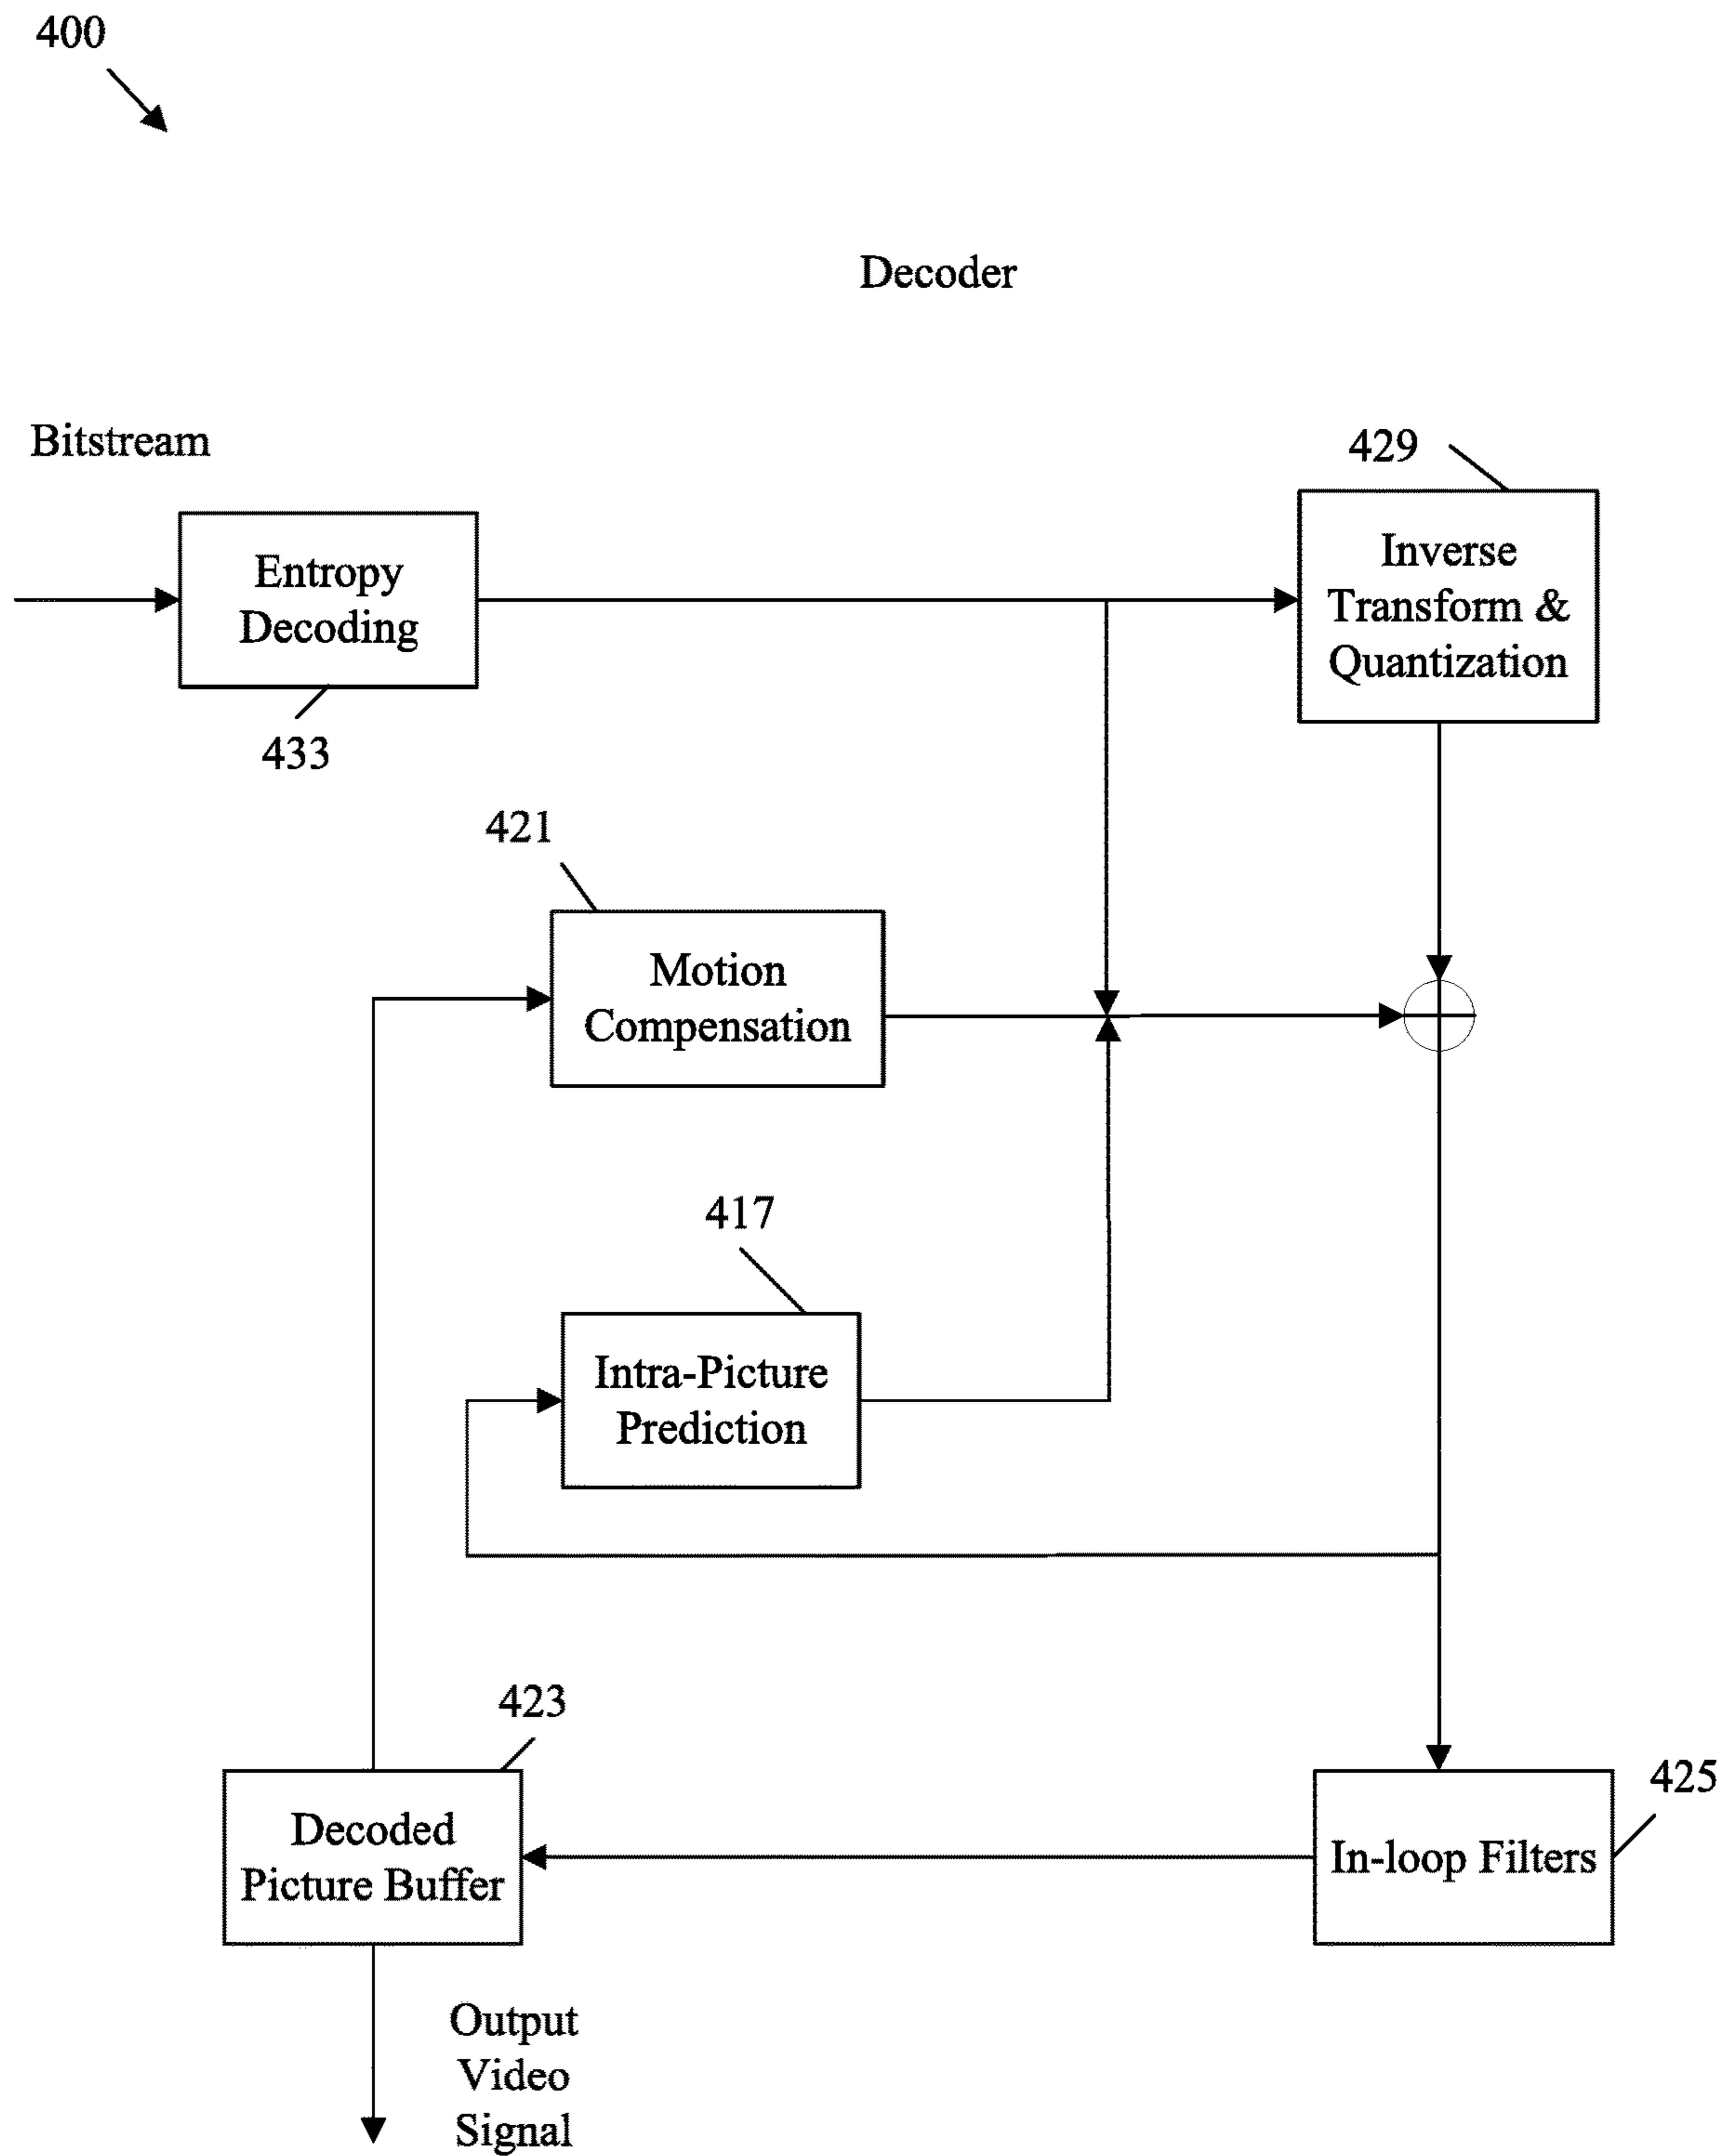 400
Decoder
Bitstream
429
Entropy
Decoding
433
Inverse
Transform &
Quantization
421
Motion
Compensation
417
Intra-Picture
Prediction
423
Decoded
Picture Buffer
425
In-loop Filters
Output
Video
Signal